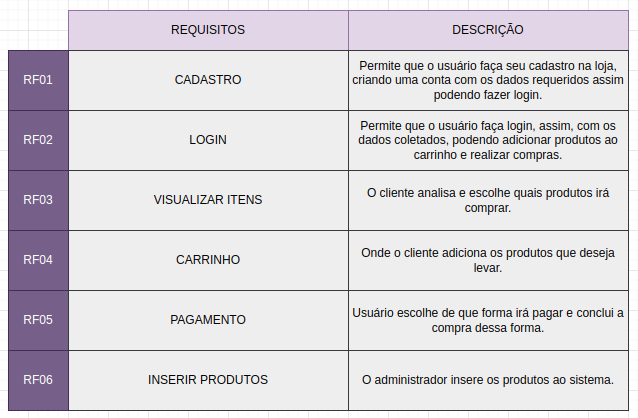 REQUISITOS
DESCRIÇÃO
RF01
CADASTRO
Permite que o usuário faça seu cadastro na loja,
criando uma conta com os dados requeridos assim
podendo fazer login.
RF02
LOGIN
Permite que o usuário faça login, assim, com os
dados coletados, podendo adicionar produtos ao
carrinho e realizar compras.
RF03
VISUALIZAR ITENS
O cliente analisa e escolhe quais produtos irá
comprar.
RF04
CARRINHO
Onde o cliente adiciona os produtos que deseja
levar.
RF05
PAGAMENTO
Usuário escolhe de que forma irá pagar e conclui a
compra dessa forma.
RF06
INSERIR PRODUTOS
O administrador insere os produtos ao sistema.